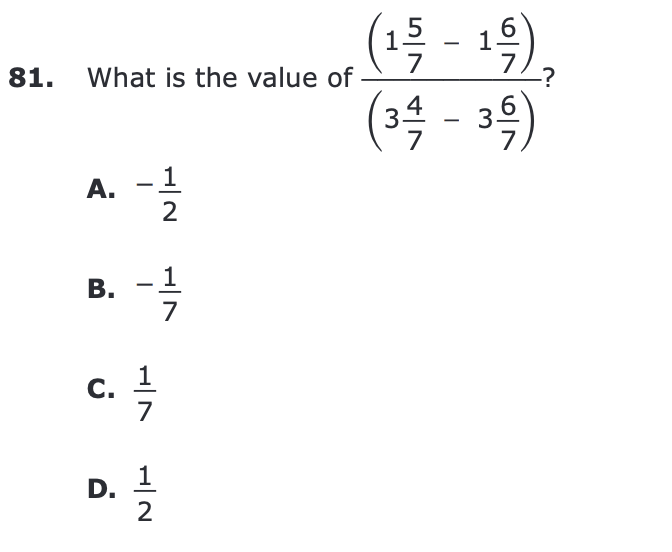 81. What is the value of \frac{\left(1\frac{5}{7} - 1\frac{6}{7}\right)}{\left(3\frac{4}{7} - 3\frac{6}{7}\right)}?
A. -\frac{1}{2}
B. -\frac{1}{7}
C. \frac{1}{7}
D. \frac{1}{2}